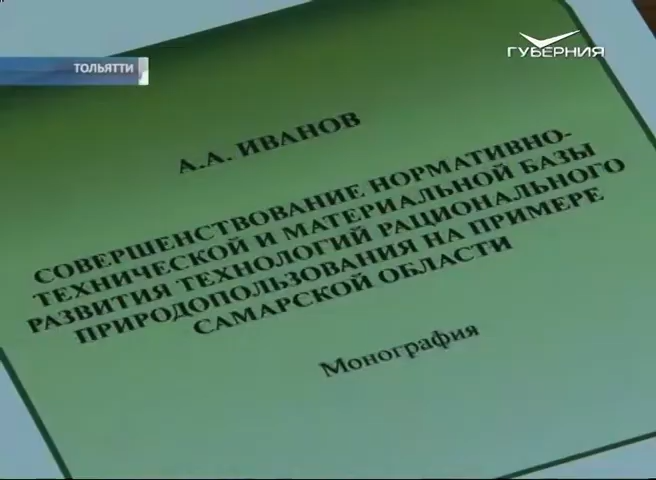 ГУБЕРНИЯ
ТОЛЬЯТТИ
А.А. ИВАНОВ
СОВЕРШЕНСТВОВАНИЕ НОРМАТИВНО-
ТЕХНИЧЕСКОЙ И МАТЕРИАЛЬНОЙ БАЗЫ
РАЗВИТИЯ ТЕХНОЛОГИЙ РАЦИОНАЛЬНОГО
ПРИРОДОПОЛЬЗОВАНИЯ НА ПРИМЕРЕ
САМАРСКОЙ ОБЛАСТИ
Монография